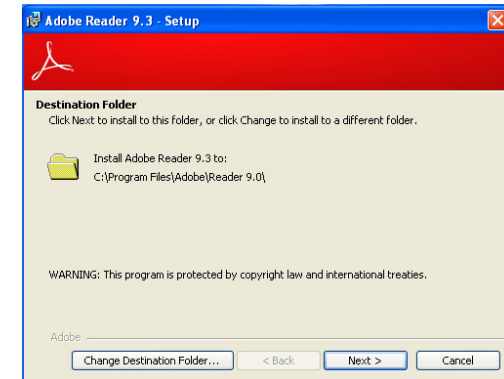 Adobe Reader 9.3 - Setup
Destination Folder
Click Next to install to this folder, or click Change to install to a different folder.
Install Adobe Reader 9.3 to:
C:\Program Files\Adobe\Reader 9.0\
WARNING: This program is protected by copyright law and international treaties.
Adobe
Change Destination Folder... < Back Next > Cancel